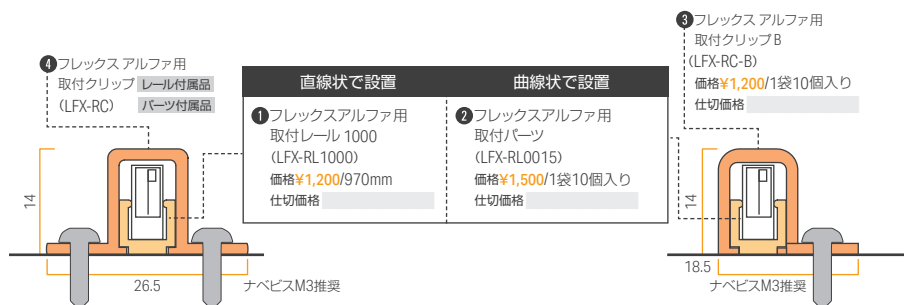 ❹フレックス アルファ用
取付クリップ レール付属品
(LFX-RC) パーツ付属品
14
26.5
ナベビスM3推奨
直線状で設置
❶フレックスアルファ用
取付レール 1000
(LFX-RL1000)
価格¥1,200/970mm
仕切価格
曲線状で設置
❷フレックスアルファ用
取付パーツ
(LFX-RL0015)
価格¥1,500/1袋10個入り
仕切価格
❸フレックス アルファ用
取付クリップ B
(LFX-RC-B)
価格¥1,200/1袋10個入り
仕切価格
14
18.5
ナベビスM3推奨